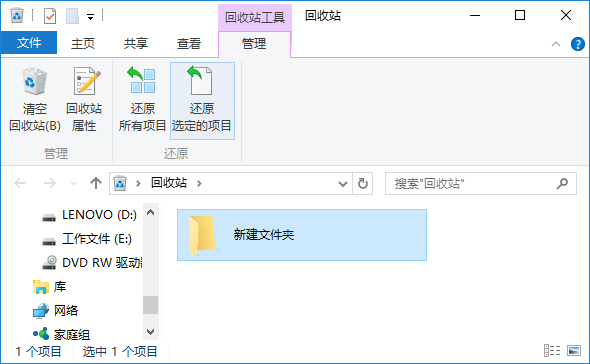 回收站工具
回收站
文件
主页
共享
查看
管理
清空
回收站(B)
回收站
属性
还原
所有项目
还原
选定的项目
管理
还原
回收站
搜索"回收站"
LENOVO (D:)
工作文件 (E:)
DVD RW 驱动器
库
网络
家庭组
新建文件夹
1 个项目
选中 1 个项目